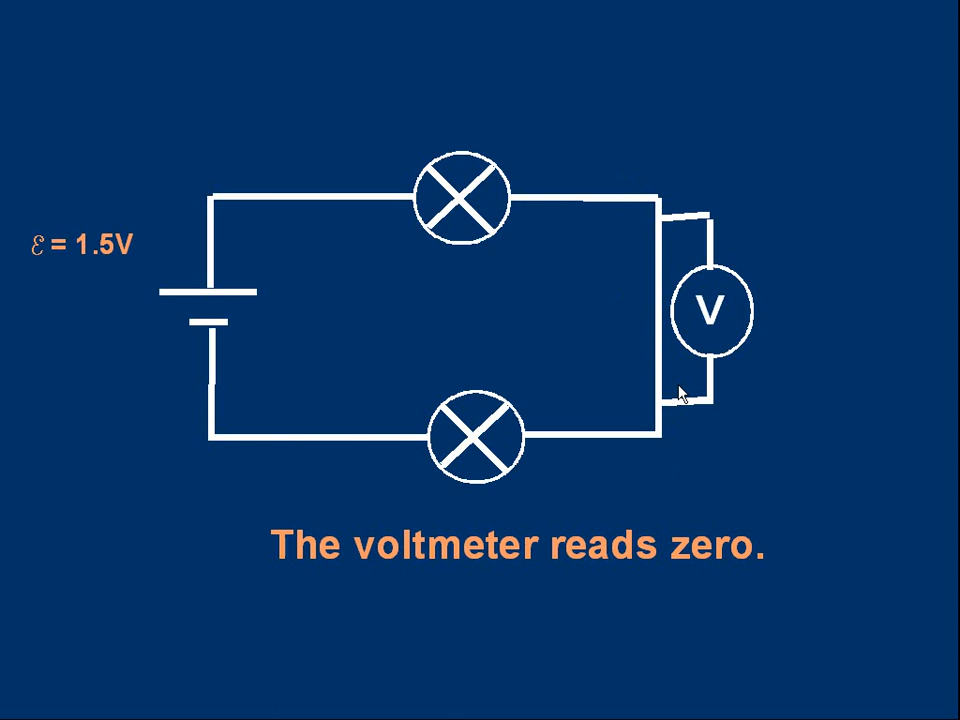 ℰ = 1.5V
V
The voltmeter reads zero.